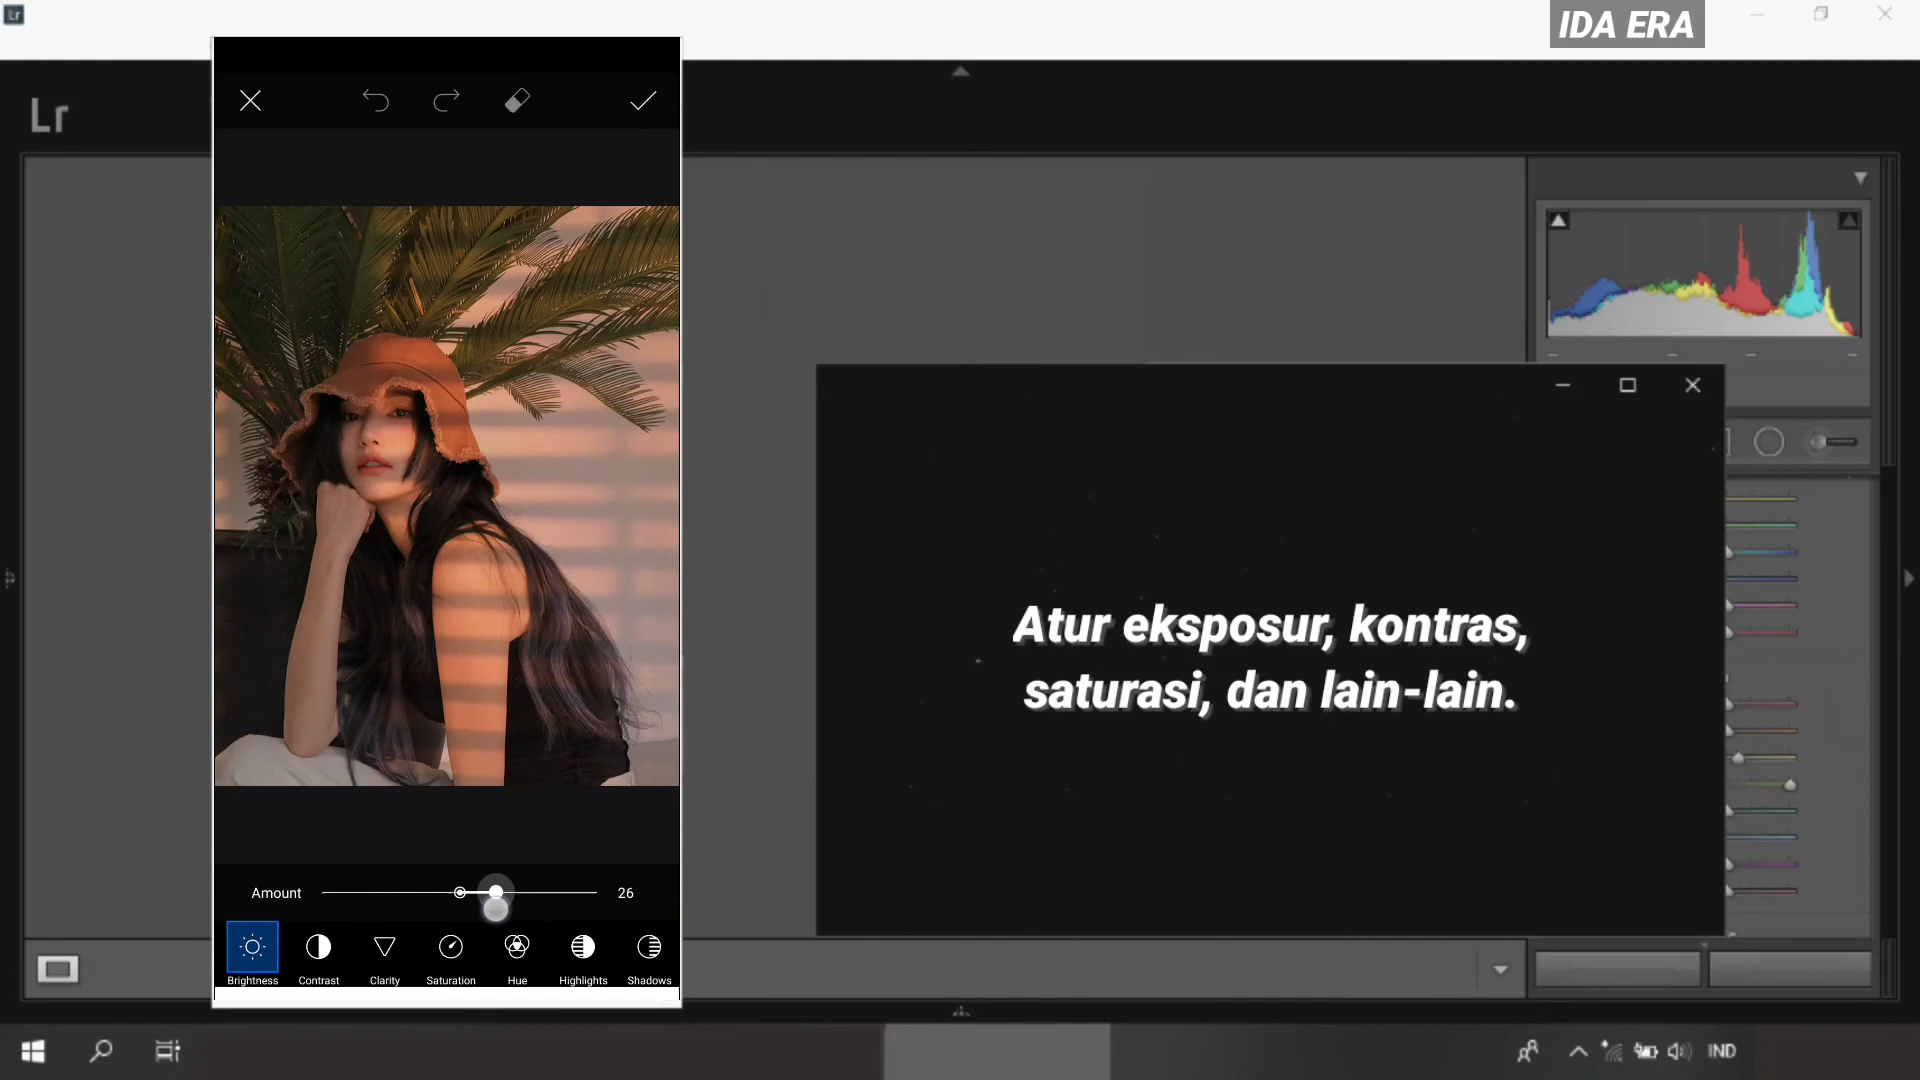 Lr
IDA ERA
Lr
Atur eksposur, kontras,
saturasi, dan lain-lain.
Amount 26
Brightness Contrast Clarity Saturation Hue Highlights Shadows
IND